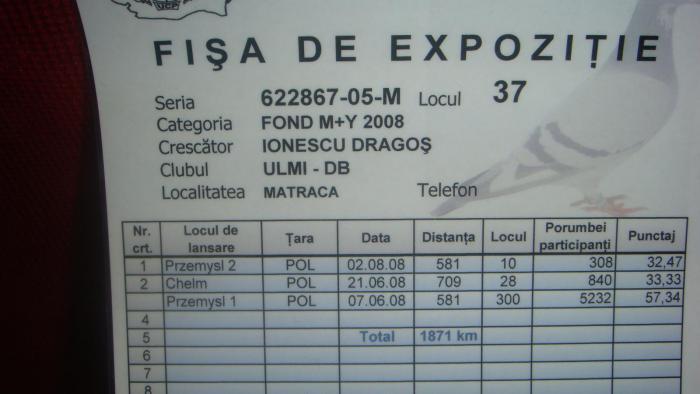 UCP
FIŞA DE EXPOZIŢIE
Seria 622867-05-M Locul 37
Categoria FOND M+Y 2008
Crescător IONESCU DRAGOŞ
Clubul ULMI - DB
Localitatea MATRACA Telefon
Nr. crt. Locul de lansare Ţara Data Distanţa Locul Porumbei participanţi Punctaj
1 Przemysl 2 POL 02.08.08 581 10 308 32,47
2 Chelm POL 21.06.08 709 28 840 33,33
Przemysl 1 POL 07.06.08 581 300 5232 57,34
4
5 Total 1871 km
6
7
8